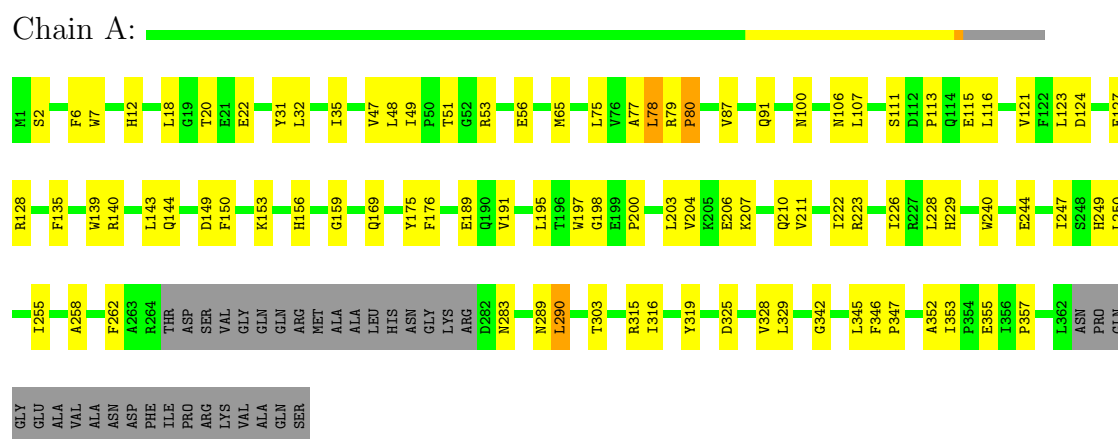 Chain A:
M1 S2 F6 W7 H12 L18 G19 T20 E21 E22 Y31 L32 I35 V47 L48 I49 P50 T51 G52 R53 E56 M65 L75 V76 A77 L78 R79 P80 V87 Q91 N100 N106 L107 S111 D112 P113 Q114 E115 L116 V121 F122 L123 D124
R128 F135 W139 R140 L143 Q144 D149 F150 K153 H156 G159 Q169 Y175 F176 E189 Q190 V191 L195 T196 W197 G198 E199 P200 L203 V204 K205 E206 K207 Q210 V211 I222 R223 I226 R227 L228 H229 W240 E244 I247 S248 H249
I255 A258 F262 A263 R264 THR ASP SER VAL GLY GLN GLN ARG MET ALA ALA LEU HIS ASN GLY LYS ARG D282 N283 N289 L290 T303 R315 I316 Y319 D325 V328 L329 G342 L345 F346 P347 A352 I353 P354 E355 I356 P357 L362 ASN PRO GLN
GLY GLU ALA VAL ALA ASN ASP PHE ILE PRO ARG LYS VAL ALA GLN SER